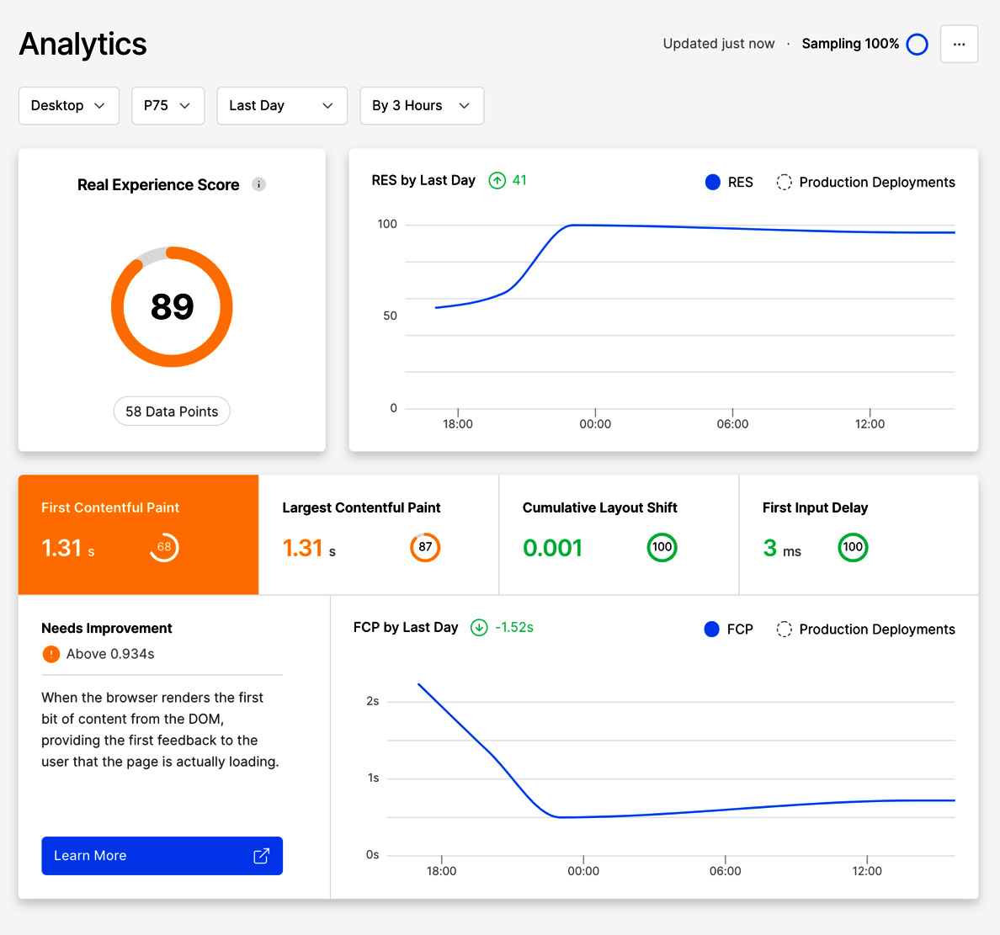 Analytics
Updated just now · Sampling 100%
Desktop
P75
Last Day
By 3 Hours
Real Experience Score
89
58 Data Points
RES by Last Day 41
RES
Production Deployments
100
50
0
18:00 00:00 06:00 12:00
First Contentful Paint
1.31 s
68
Largest Contentful Paint
1.31 s
87
Cumulative Layout Shift
0.001
100
First Input Delay
3 ms
100
Needs Improvement
Above 0.934s
When the browser renders the first
bit of content from the DOM,
providing the first feedback to the
user that the page is actually loading.
Learn More
FCP by Last Day -1.52s
FCP
Production Deployments
2s
1s
0s
18:00 00:00 06:00 12:00